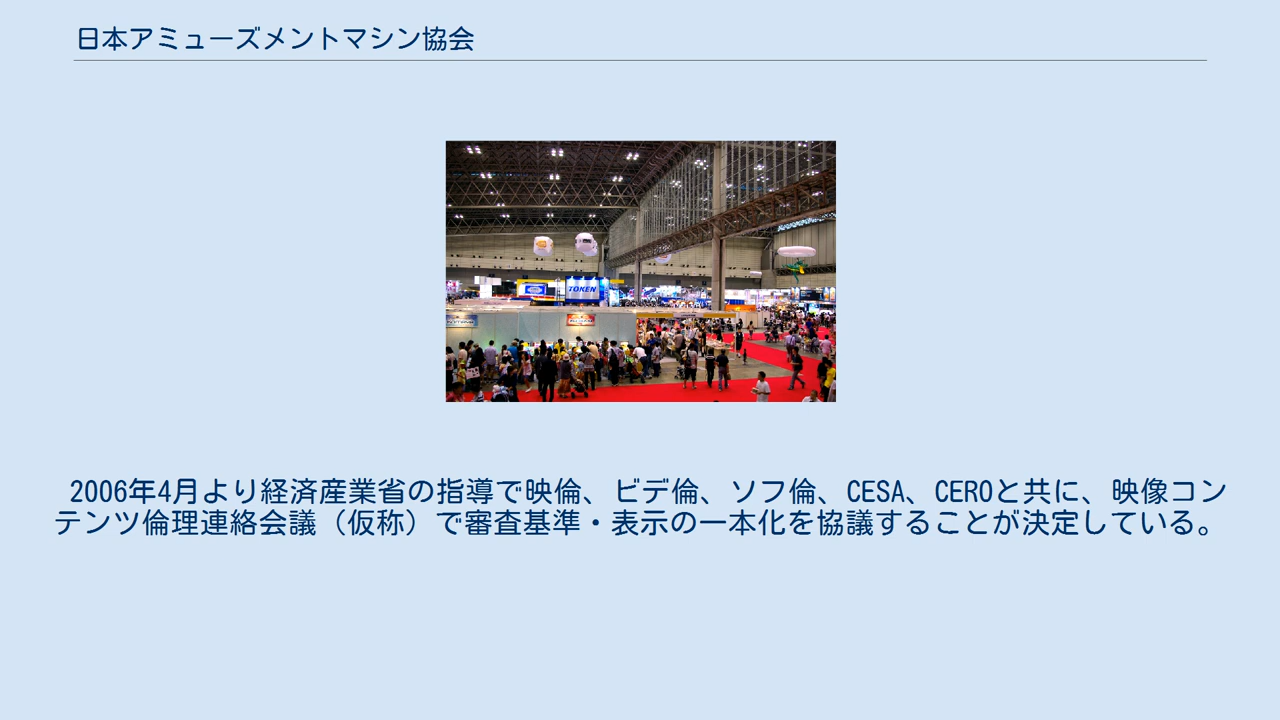 日本アミューズメントマシン協会
TOKEN
2006年4月より経済産業省の指導で映倫、ビデ倫、ソフ倫、CESA、CEROと共に、映像コン
テンツ倫理連絡会議（仮称）で審査基準・表示の一本化を協議することが決定している。